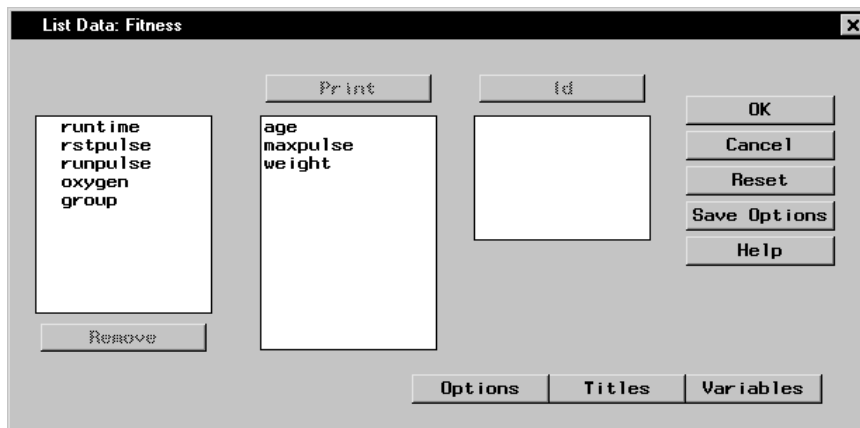 List Data: Fitness
Print
Id
runtime
rstpulse
runpulse
oxygen
group
age
maxpulse
weight
OK
Cancel
Reset
Save Options
Help
Remove
Options
Titles
Variables